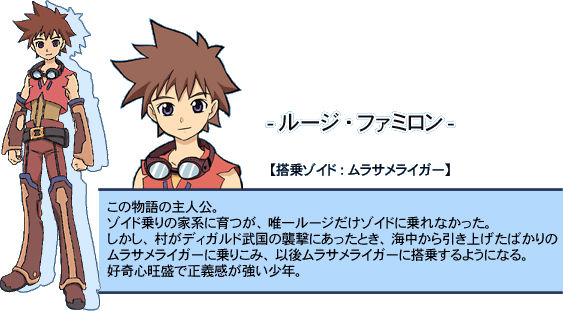 - ルージ・ファミロン -
【搭乗ゾイド：ムラサメライガー】
この物語の主人公。
ゾイド乗りの家系に育つが、唯一ルージだけゾイドに乗れなかった。
しかし、村がディガルド武国の襲撃にあったとき、海中から引き上げたばかりの
ムラサメライガーに乗りこみ、以後ムラサメライガーに搭乗するようになる。
好奇心旺盛で正義感が強い少年。